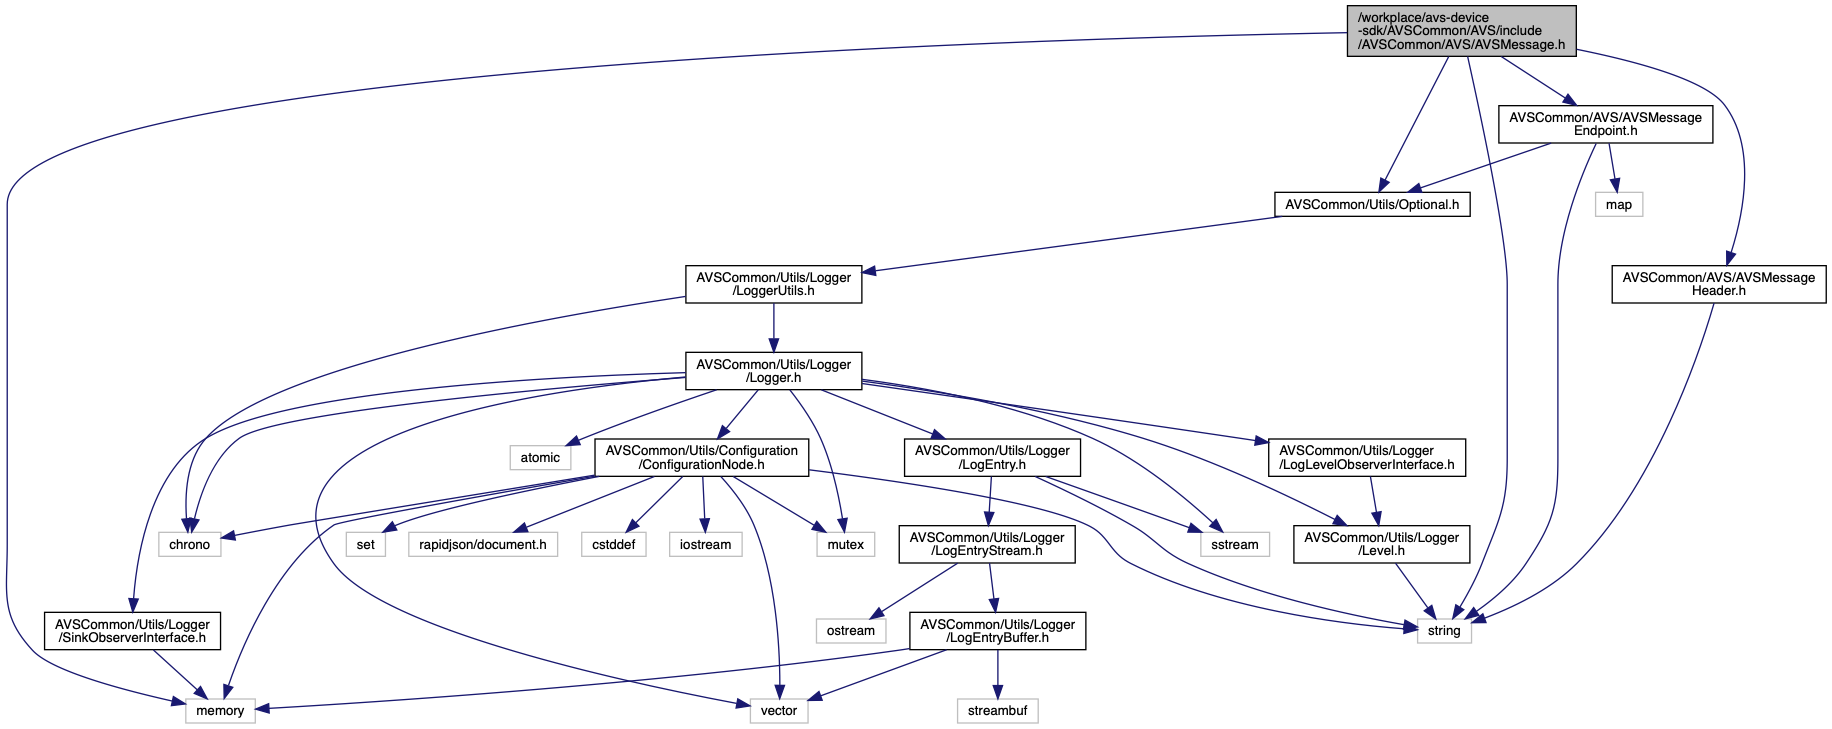 /workplace/avs-device
-sdk/AVSCommon/AVS/include
/AVSCommon/AVS/AVSMessage.h
AVSCommon/AVS/AVSMessage
Endpoint.h
AVSCommon/Utils/Optional.h
map
AVSCommon/Utils/Logger
/LoggerUtils.h
AVSCommon/AVS/AVSMessage
Header.h
AVSCommon/Utils/Logger
/Logger.h
atomic
AVSCommon/Utils/Configuration
/ConfigurationNode.h
AVSCommon/Utils/Logger
/LogEntry.h
AVSCommon/Utils/Logger
/LogLevelObserverInterface.h
chrono
set
rapidjson/document.h
cstddef
iostream
mutex
AVSCommon/Utils/Logger
/LogEntryStream.h
sstream
AVSCommon/Utils/Logger
/Level.h
AVSCommon/Utils/Logger
/SinkObserverInterface.h
ostream
AVSCommon/Utils/Logger
/LogEntryBuffer.h
string
memory
vector
streambuf